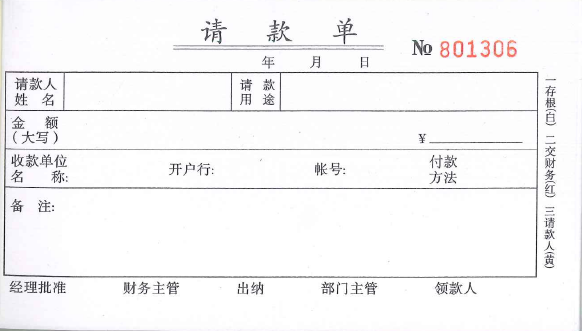 请款单
年 月 日 № 801306
请款人姓名 请款用途
金额(大写) ¥
收款单位名称: 开户行: 帐号: 付款方法
备注:
经理批准 财务主管 出纳 部门主管 领款人
一存根(白) 二交财务(红) 三请款人(黄)